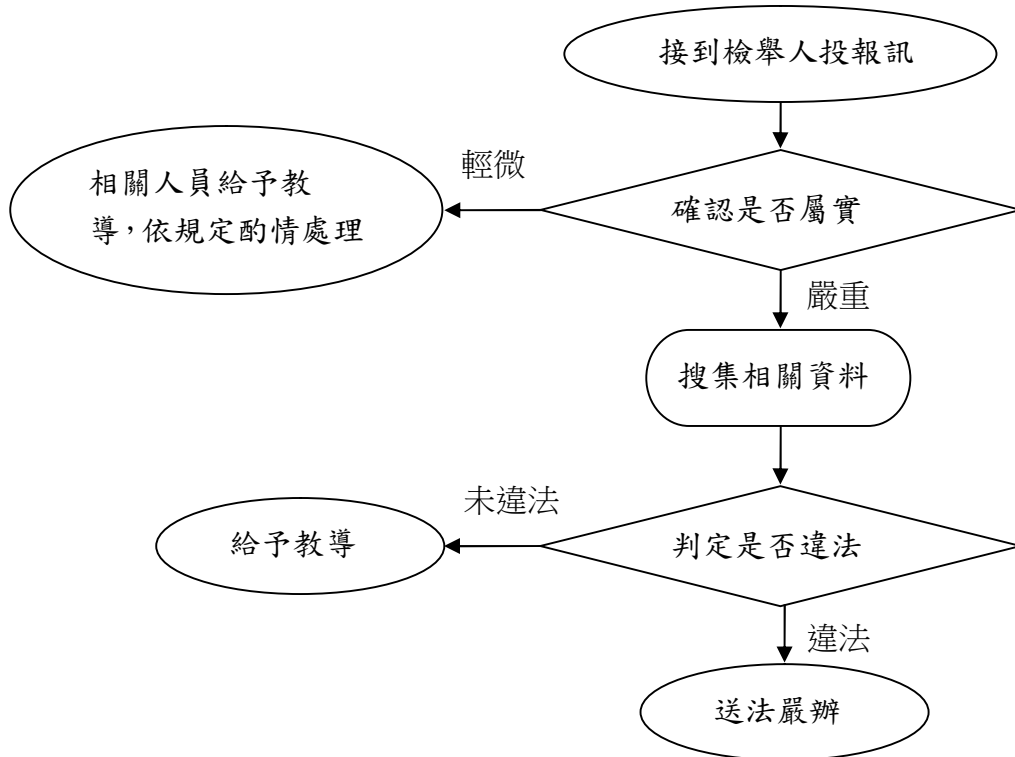 接到檢舉人投報訊
輕微
相關人員給予教
導，依規定酌情處理
確認是否屬實
嚴重
搜集相關資料
未違法
給予教導
判定是否違法
違法
送法嚴辦